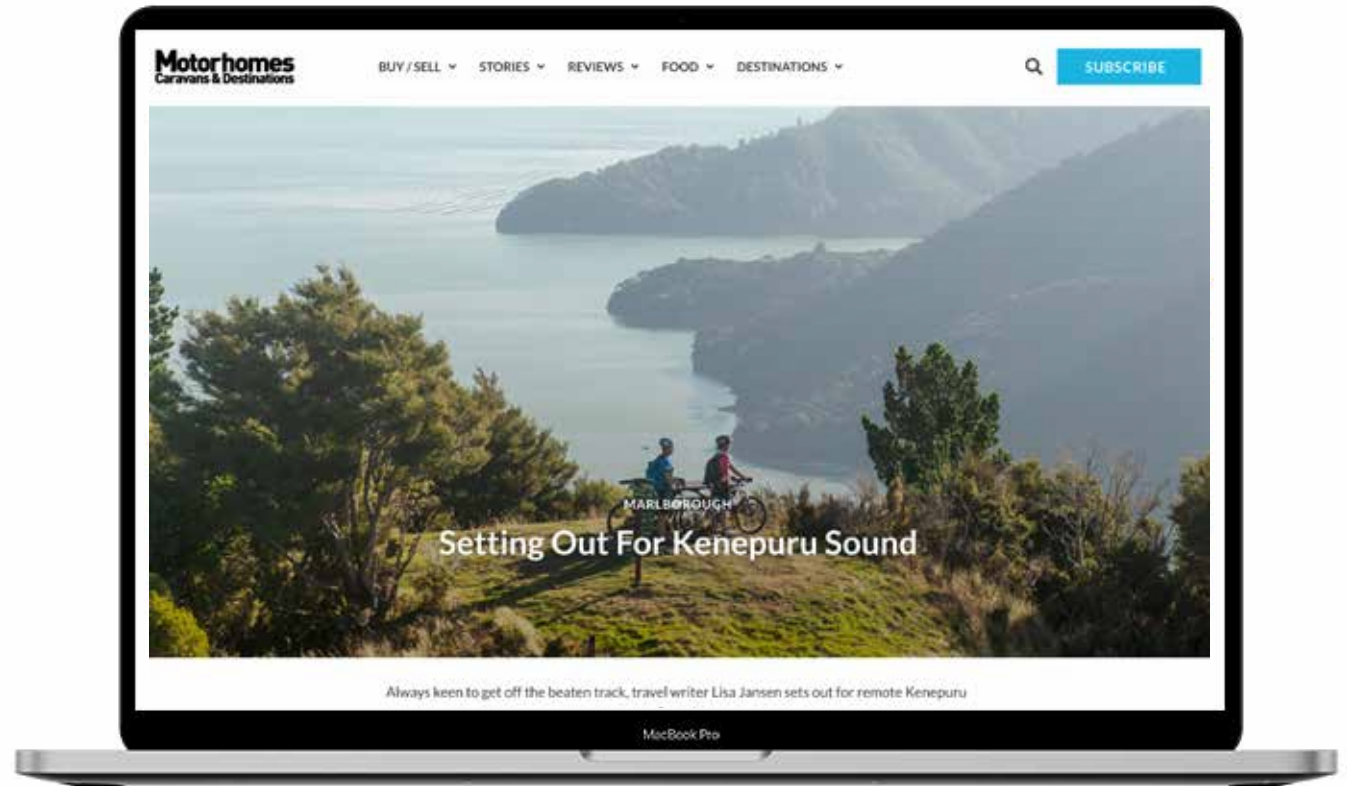 Motorhomes
Caravans & Destinations
BUY / SELL STORIES REVIEWS FOOD DESTINATIONS
SUBSCRIBE
MARLBOROUGH
Setting Out For Kenepuru Sound
Always keen to get off the beaten track, travel writer Lisa Jansen sets out for remote Kenepuru
MacBook Pro